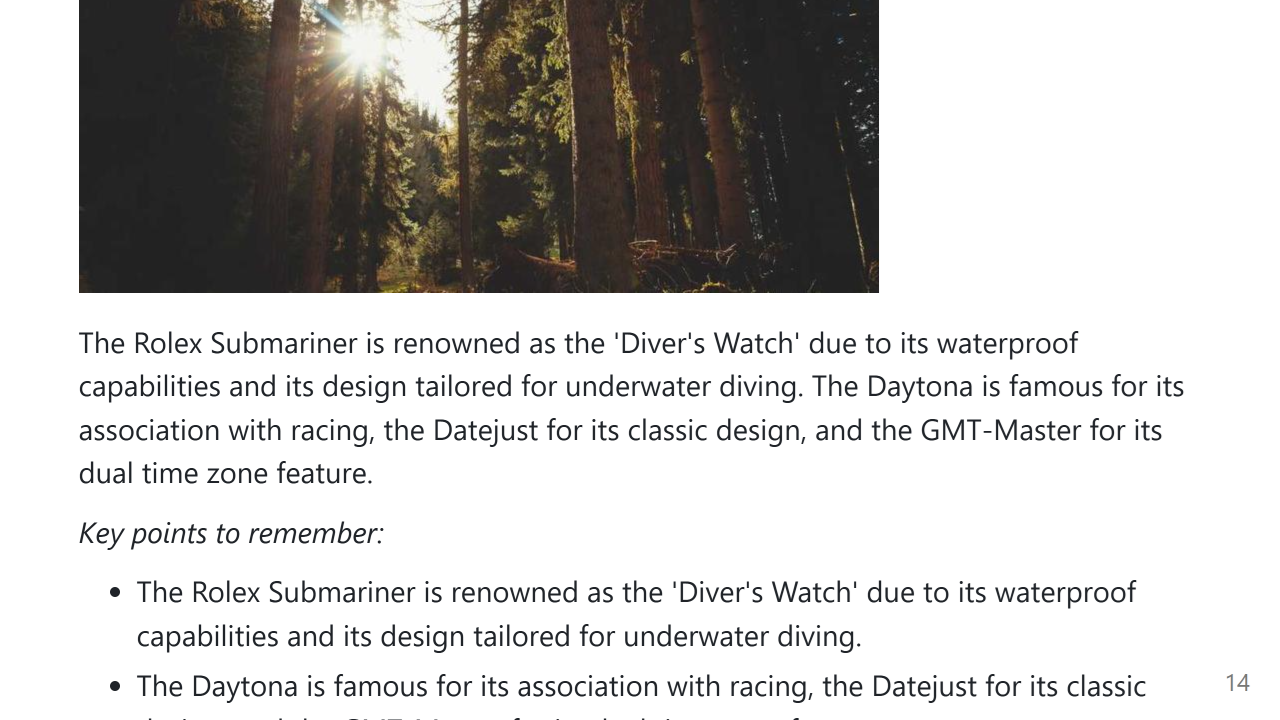 The Rolex Submariner is renowned as the 'Diver's Watch' due to its waterproof
capabilities and its design tailored for underwater diving. The Daytona is famous for its
association with racing, the Datejust for its classic design, and the GMT-Master for its
dual time zone feature.
Key points to remember:
• The Rolex Submariner is renowned as the 'Diver's Watch' due to its waterproof
capabilities and its design tailored for underwater diving.
• The Daytona is famous for its association with racing, the Datejust for its classic
14